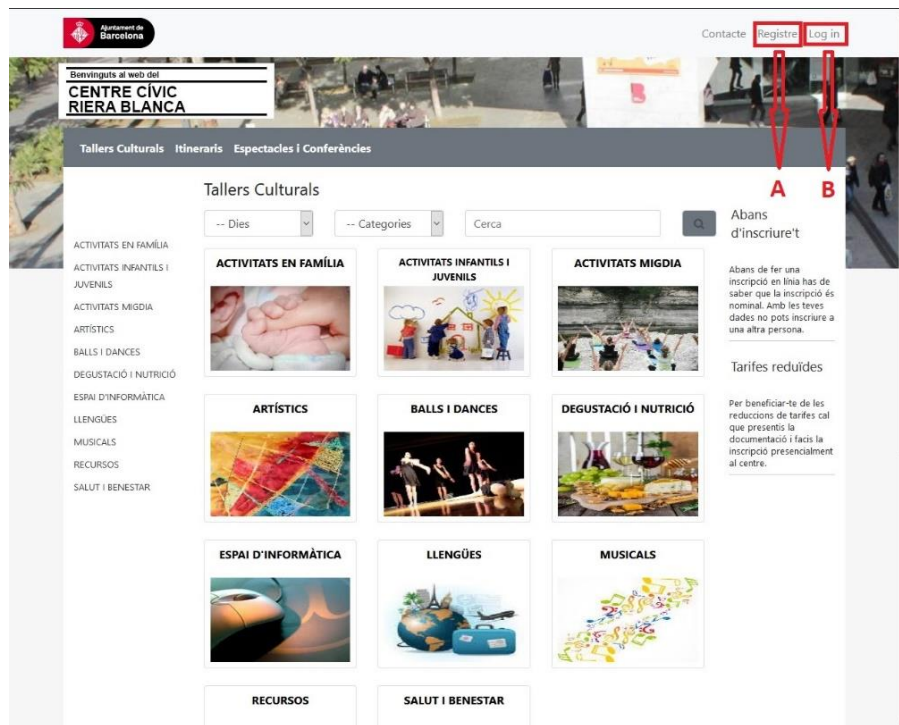 Ajuntament de
Barcelona
Contacte Registre Log in
Benvinguts al web del
CENTRE CÍVIC
RIERA BLANCA
Tallers Culturals Itineraris Espectacles i Conferències
A B
Tallers Culturals
-- Dies -- Categories Cerca
ACTIVITATS EN FAMÍLIA
ACTIVITATS INFANTILS I
JUVENILS
ACTIVITATS MIGDIA
ARTÍSTICS
BALLS I DANCES
DEGUSTACIÓ I NUTRICIÓ
ESPAI D'INFORMÀTICA
LLENGÜES
MUSICALS
RECURSOS
SALUT I BENESTAR
ACTIVITATS EN FAMÍLIA
ACTIVITATS INFANTILS I
JUVENILS
ACTIVITATS MIGDIA
ARTÍSTICS
BALLS I DANCES
DEGUSTACIÓ I NUTRICIÓ
ESPAI D'INFORMÀTICA
LLENGÜES
MUSICALS
RECURSOS
SALUT I BENESTAR
Abans
d'inscriure't
Abans de fer una
inscripció en línia has de
saber que la inscripció és
nominal. Amb les teves
dades no pots inscriure a
una altra persona.
Tarifes reduïdes
Per beneficiar-te de les
reduccions de tarifes cal
que presentis la
documentació i facis la
inscripció presencialment
al centre.